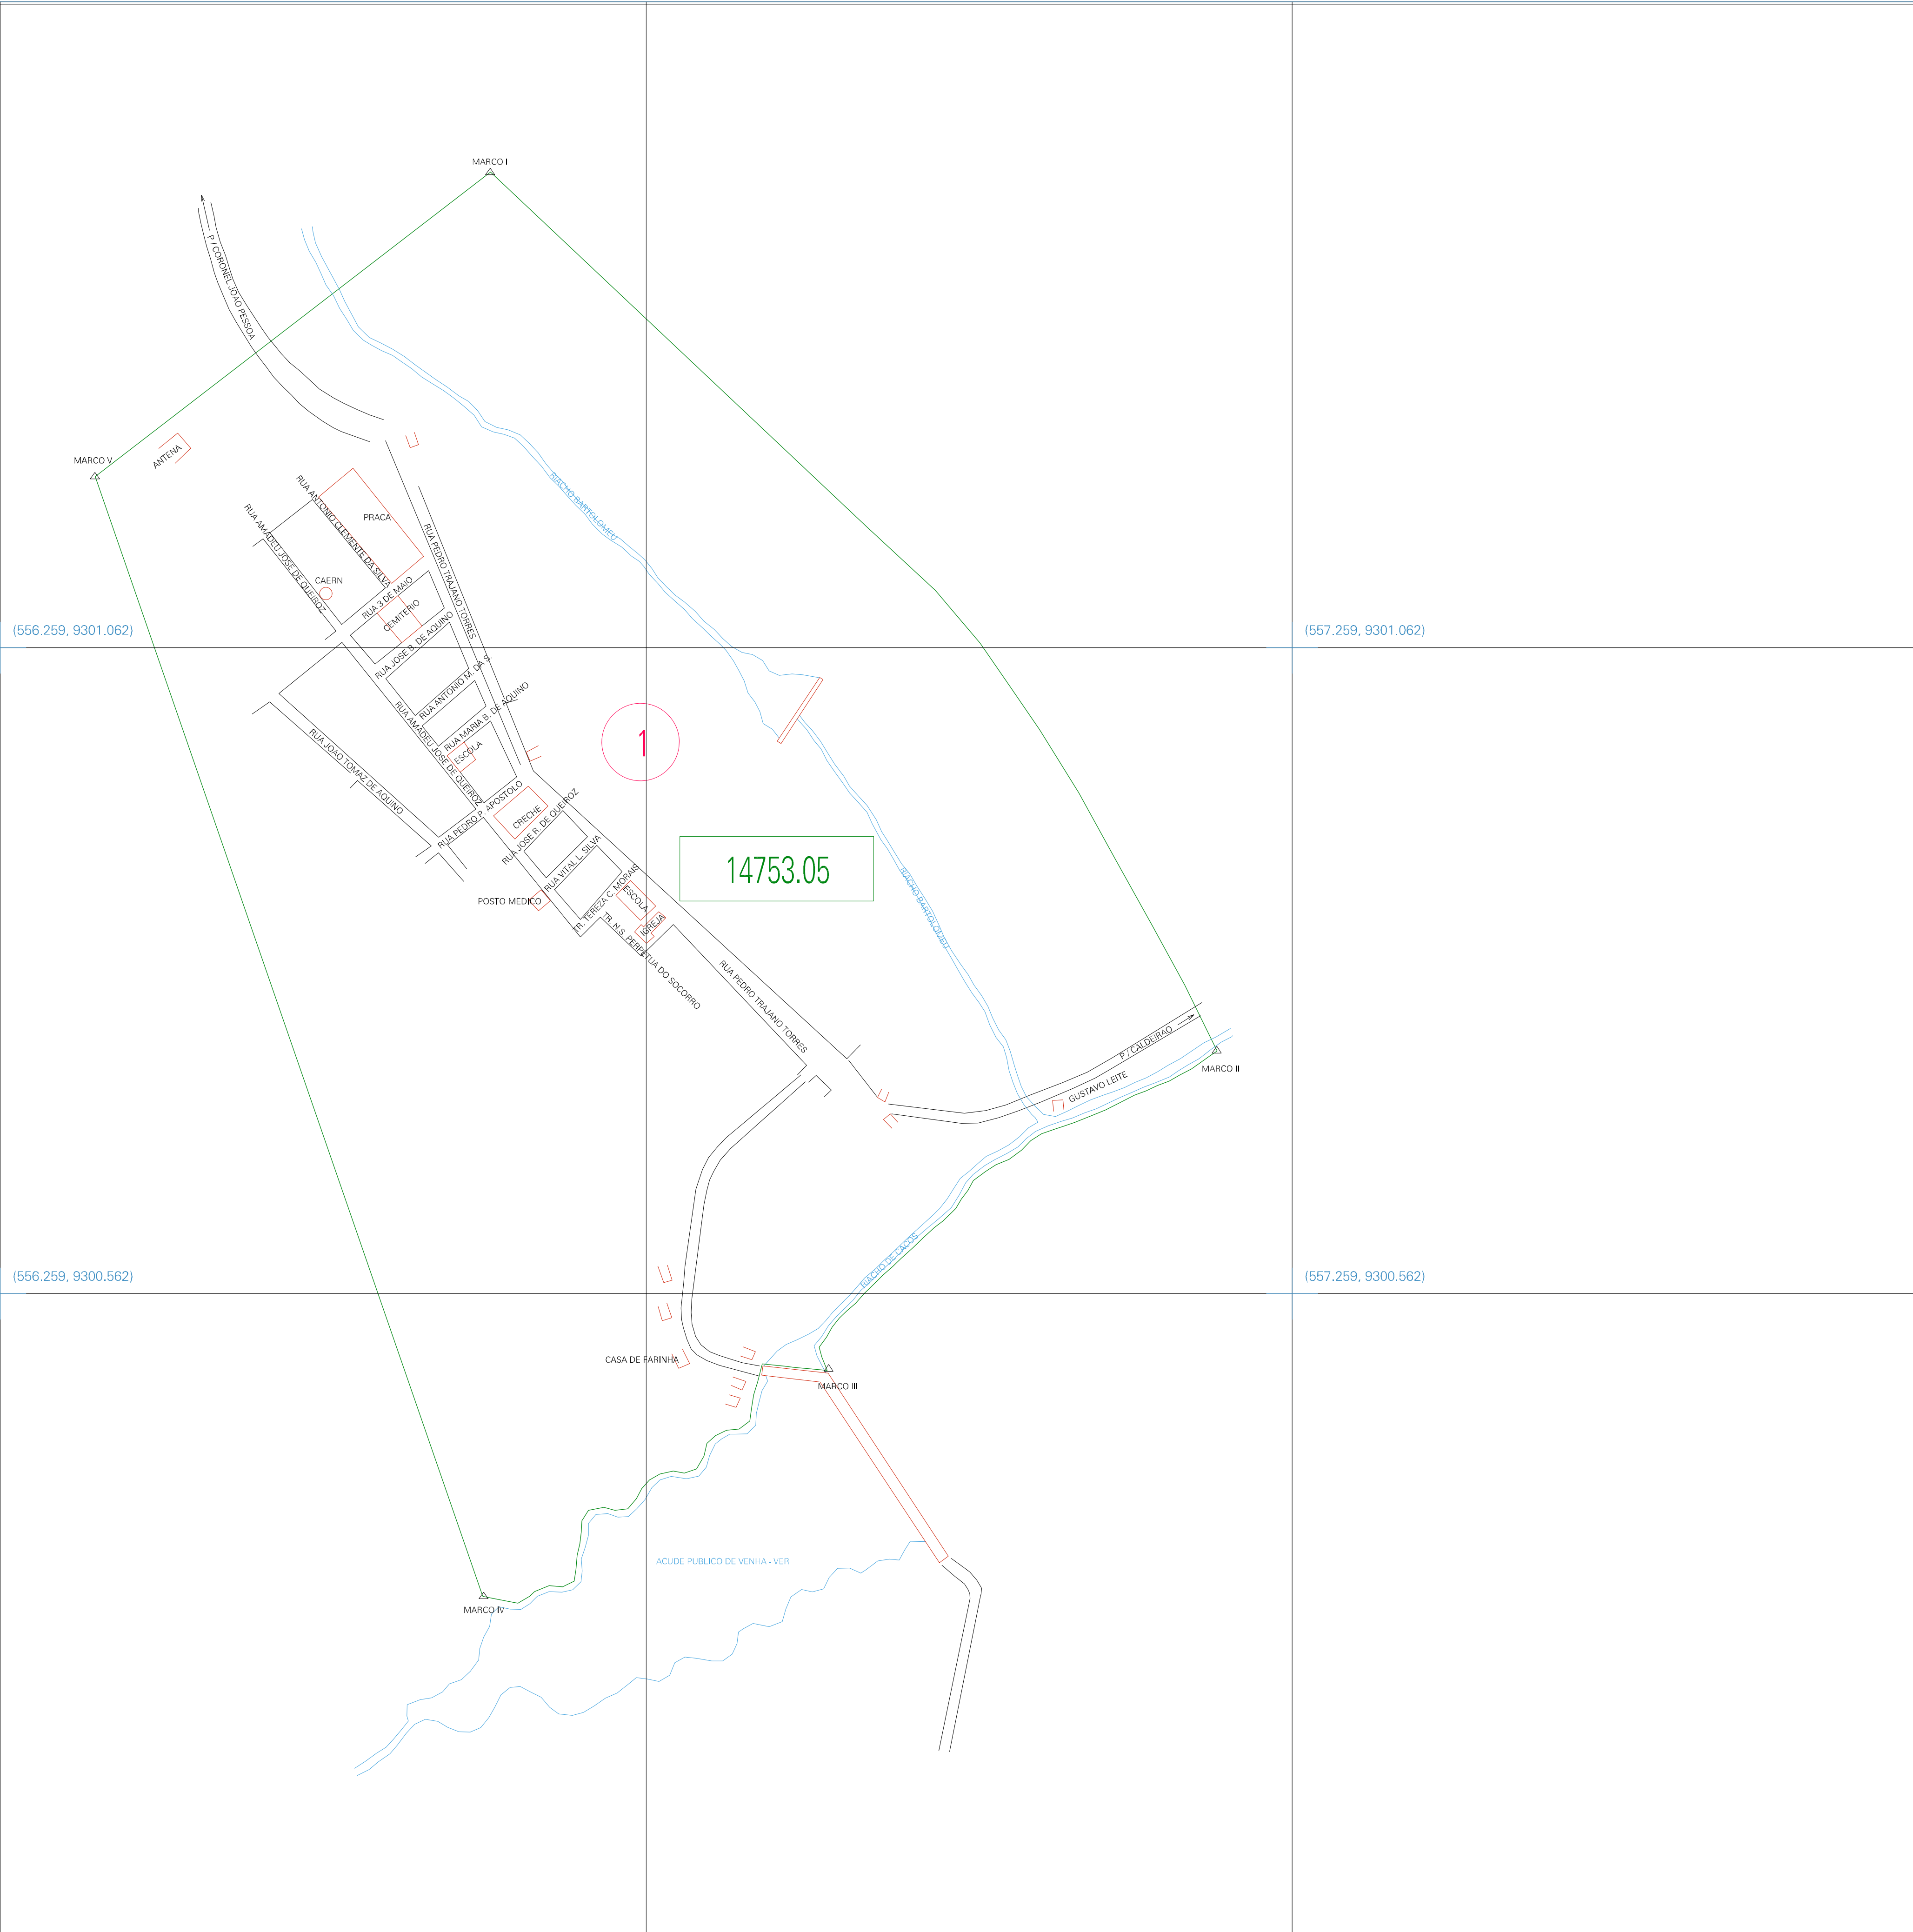 MARCO I
P / CORONEL JOAO PESSOA
MARCO V
ANTENA
RIACHO BARTOLOMEU
RUA ANTONIO CLEMENTE DA SILVA
PRACA
RUA AMADEU JOSE DE QUEIROZ
RUA PEDRO TRAJANO TORRES
CAERN
RUA 3 DE MAIO
CEMITERIO
RUA JOSE B. DE AQUINO
(556.259, 9301.062)
(557.259, 9301.062)
RUA ANTONIO M. DA S.
RUA MARIA B. DE AQUINO
RUA AMADEU JOSE DE QUEIROZ
ESCOLA
RUA JOAO TOMAZ DE AQUINO
1
RUA PEDRO P. APOSTOLO
CRECHE
RUA JOSE R. DE QUEIROZ
RUA VITAL L. SILVA
14753.05
TR. TEREZA C. MORAIS
ESCOLA
POSTO MEDICO
IGREJA
TR. N.S. PERPETUA DO SOCORRO
RIACHO BARTOLOMEU
RUA PEDRO TRAJANO TORRES
P / CALDEIRAO
MARCO II
GUSTAVO LEITE
RIACHO DE CACOS
(556.259, 9300.562)
(557.259, 9300.562)
CASA DE FARINHA
MARCO III
ACUDE PUBLICO DE VENHA - VER
MARCO IV